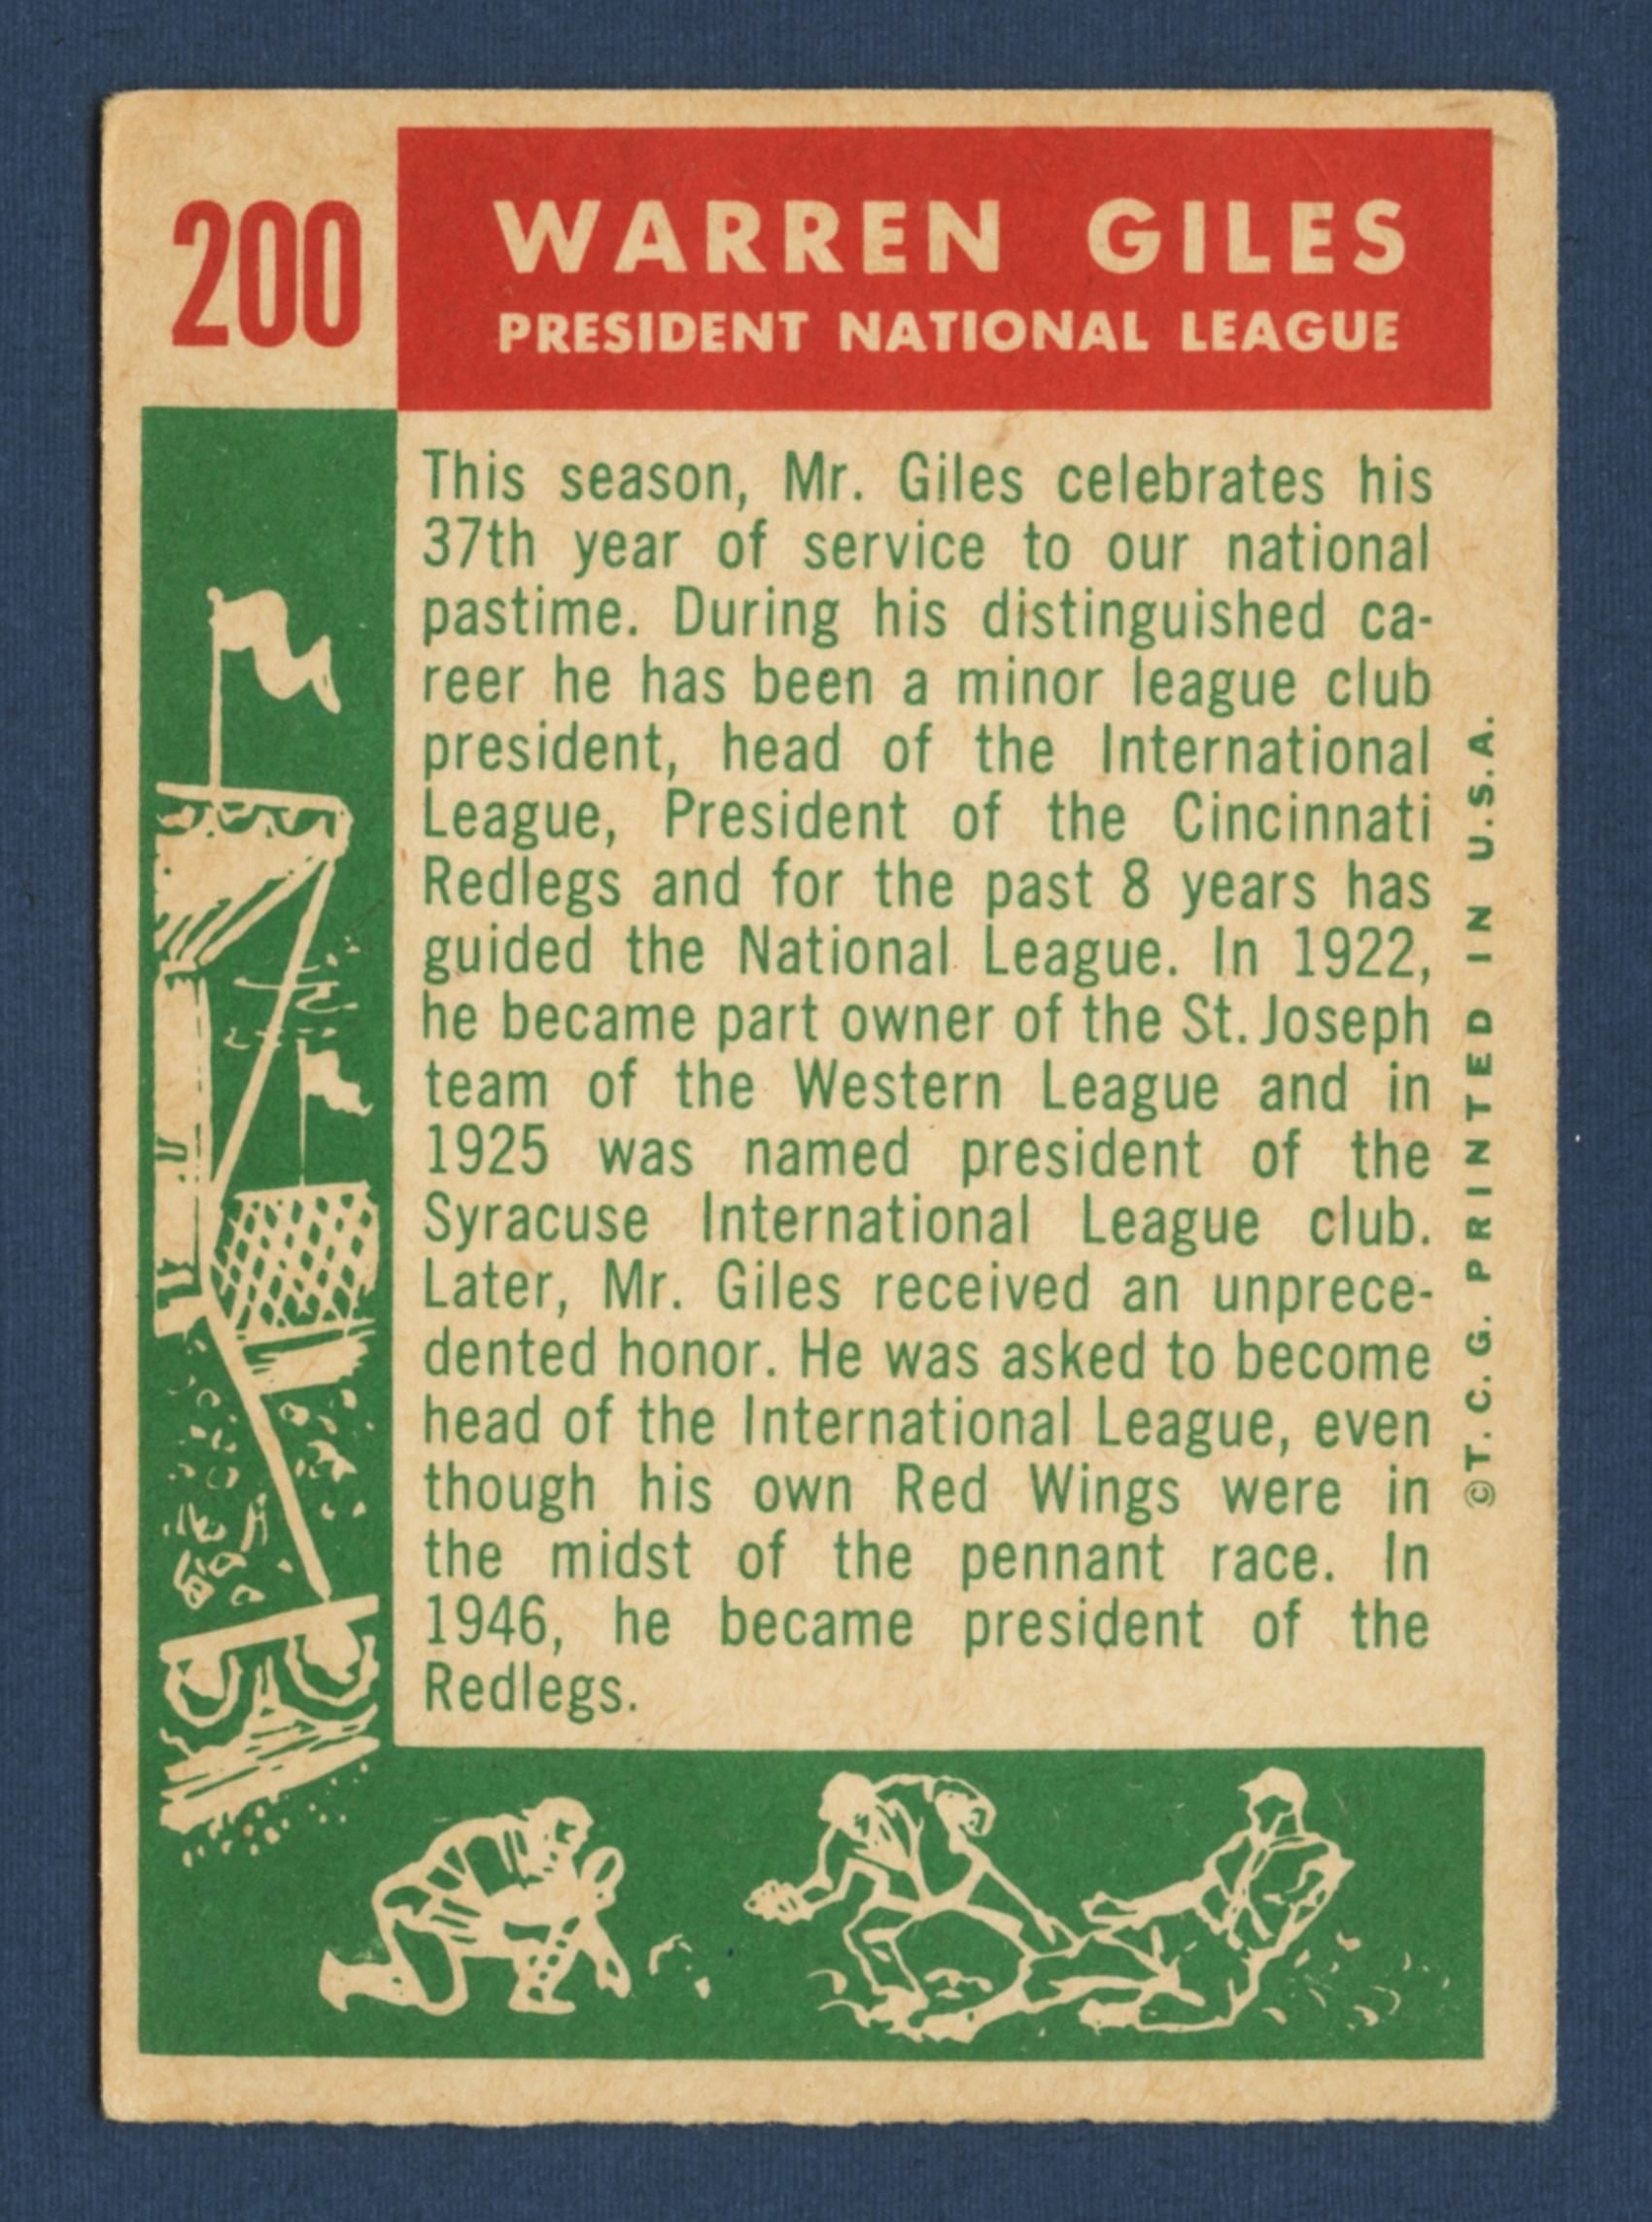 200
WARREN GILES
PRESIDENT NATIONAL LEAGUE
This season, Mr. Giles celebrates his
37th year of service to our national
pastime. During his distinguished ca-
reer he has been a minor league club
president, head of the International
League, President of the Cincinnati
Redlegs and for the past 8 years has
guided the National League. In 1922,
he became part owner of the St. Joseph
team of the Western League and in
1925 was named president of the
Syracuse International League club.
Later, Mr. Giles received an unprece-
dented honor. He was asked to become
head of the International League, even
though his own Red Wings were in
the midst of the pennant race. In
1946, he became president of the
Redlegs.
©T. C. G. PRINTED IN U.S.A.